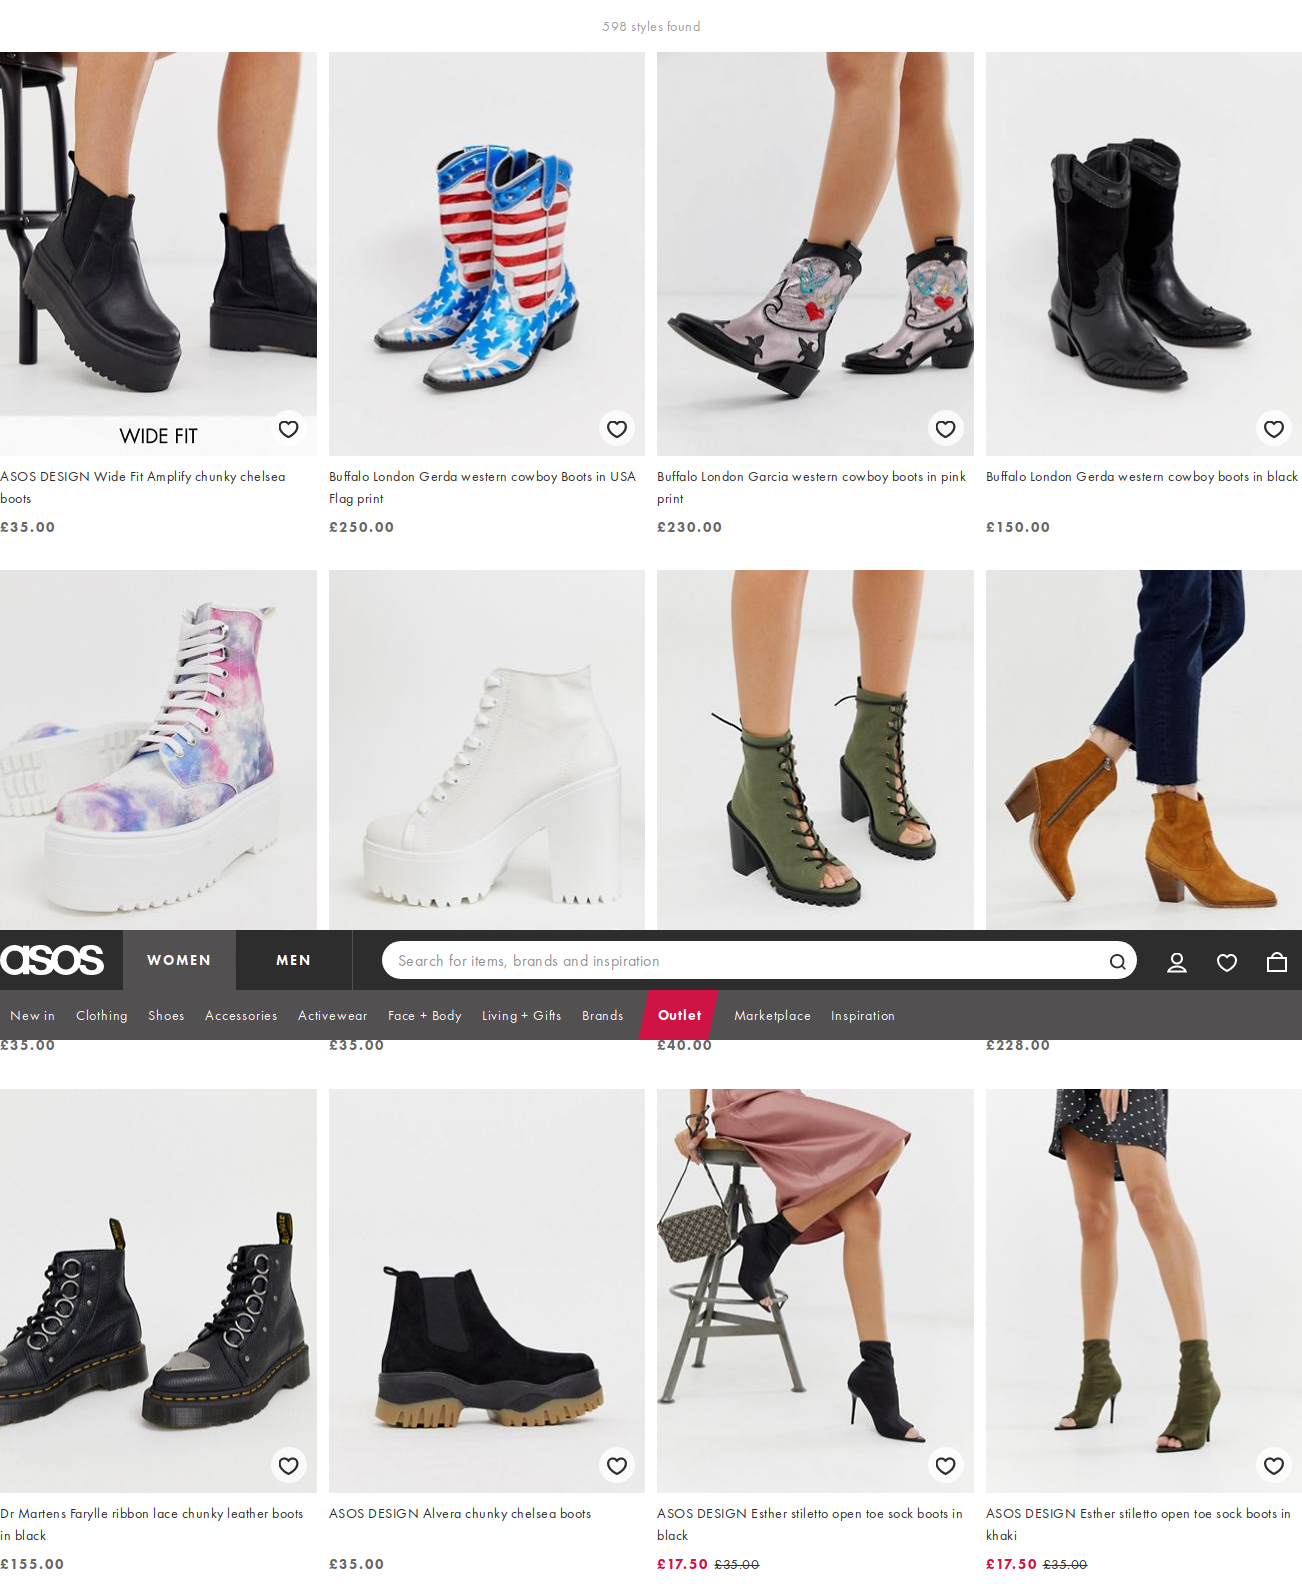 598 styles found
WIDE FIT
ASOS DESIGN Wide Fit Amplify chunky chelsea
boots
£35.00
Buffalo London Gerda western cowboy Boots in USA
Flag print
£250.00
Buffalo London Garcia western cowboy boots in pink
print
£230.00
Buffalo London Gerda western cowboy boots in black
£150.00
asos
WOMEN
MEN
Search for items, brands and inspiration
New in
Clothing
Shoes
Accessories
Activewear
Face + Body
Living + Gifts
Brands
Outlet
Marketplace
Inspiration
£35.00
£35.00
£40.00
£228.00
Dr Martens Farylle ribbon lace chunky leather boots
in black
£155.00
ASOS DESIGN Alvera chunky chelsea boots
£35.00
ASOS DESIGN Esther stiletto open toe sock boots in
black
£17.50 £35.00
ASOS DESIGN Esther stiletto open toe sock boots in
khaki
£17.50 £35.00